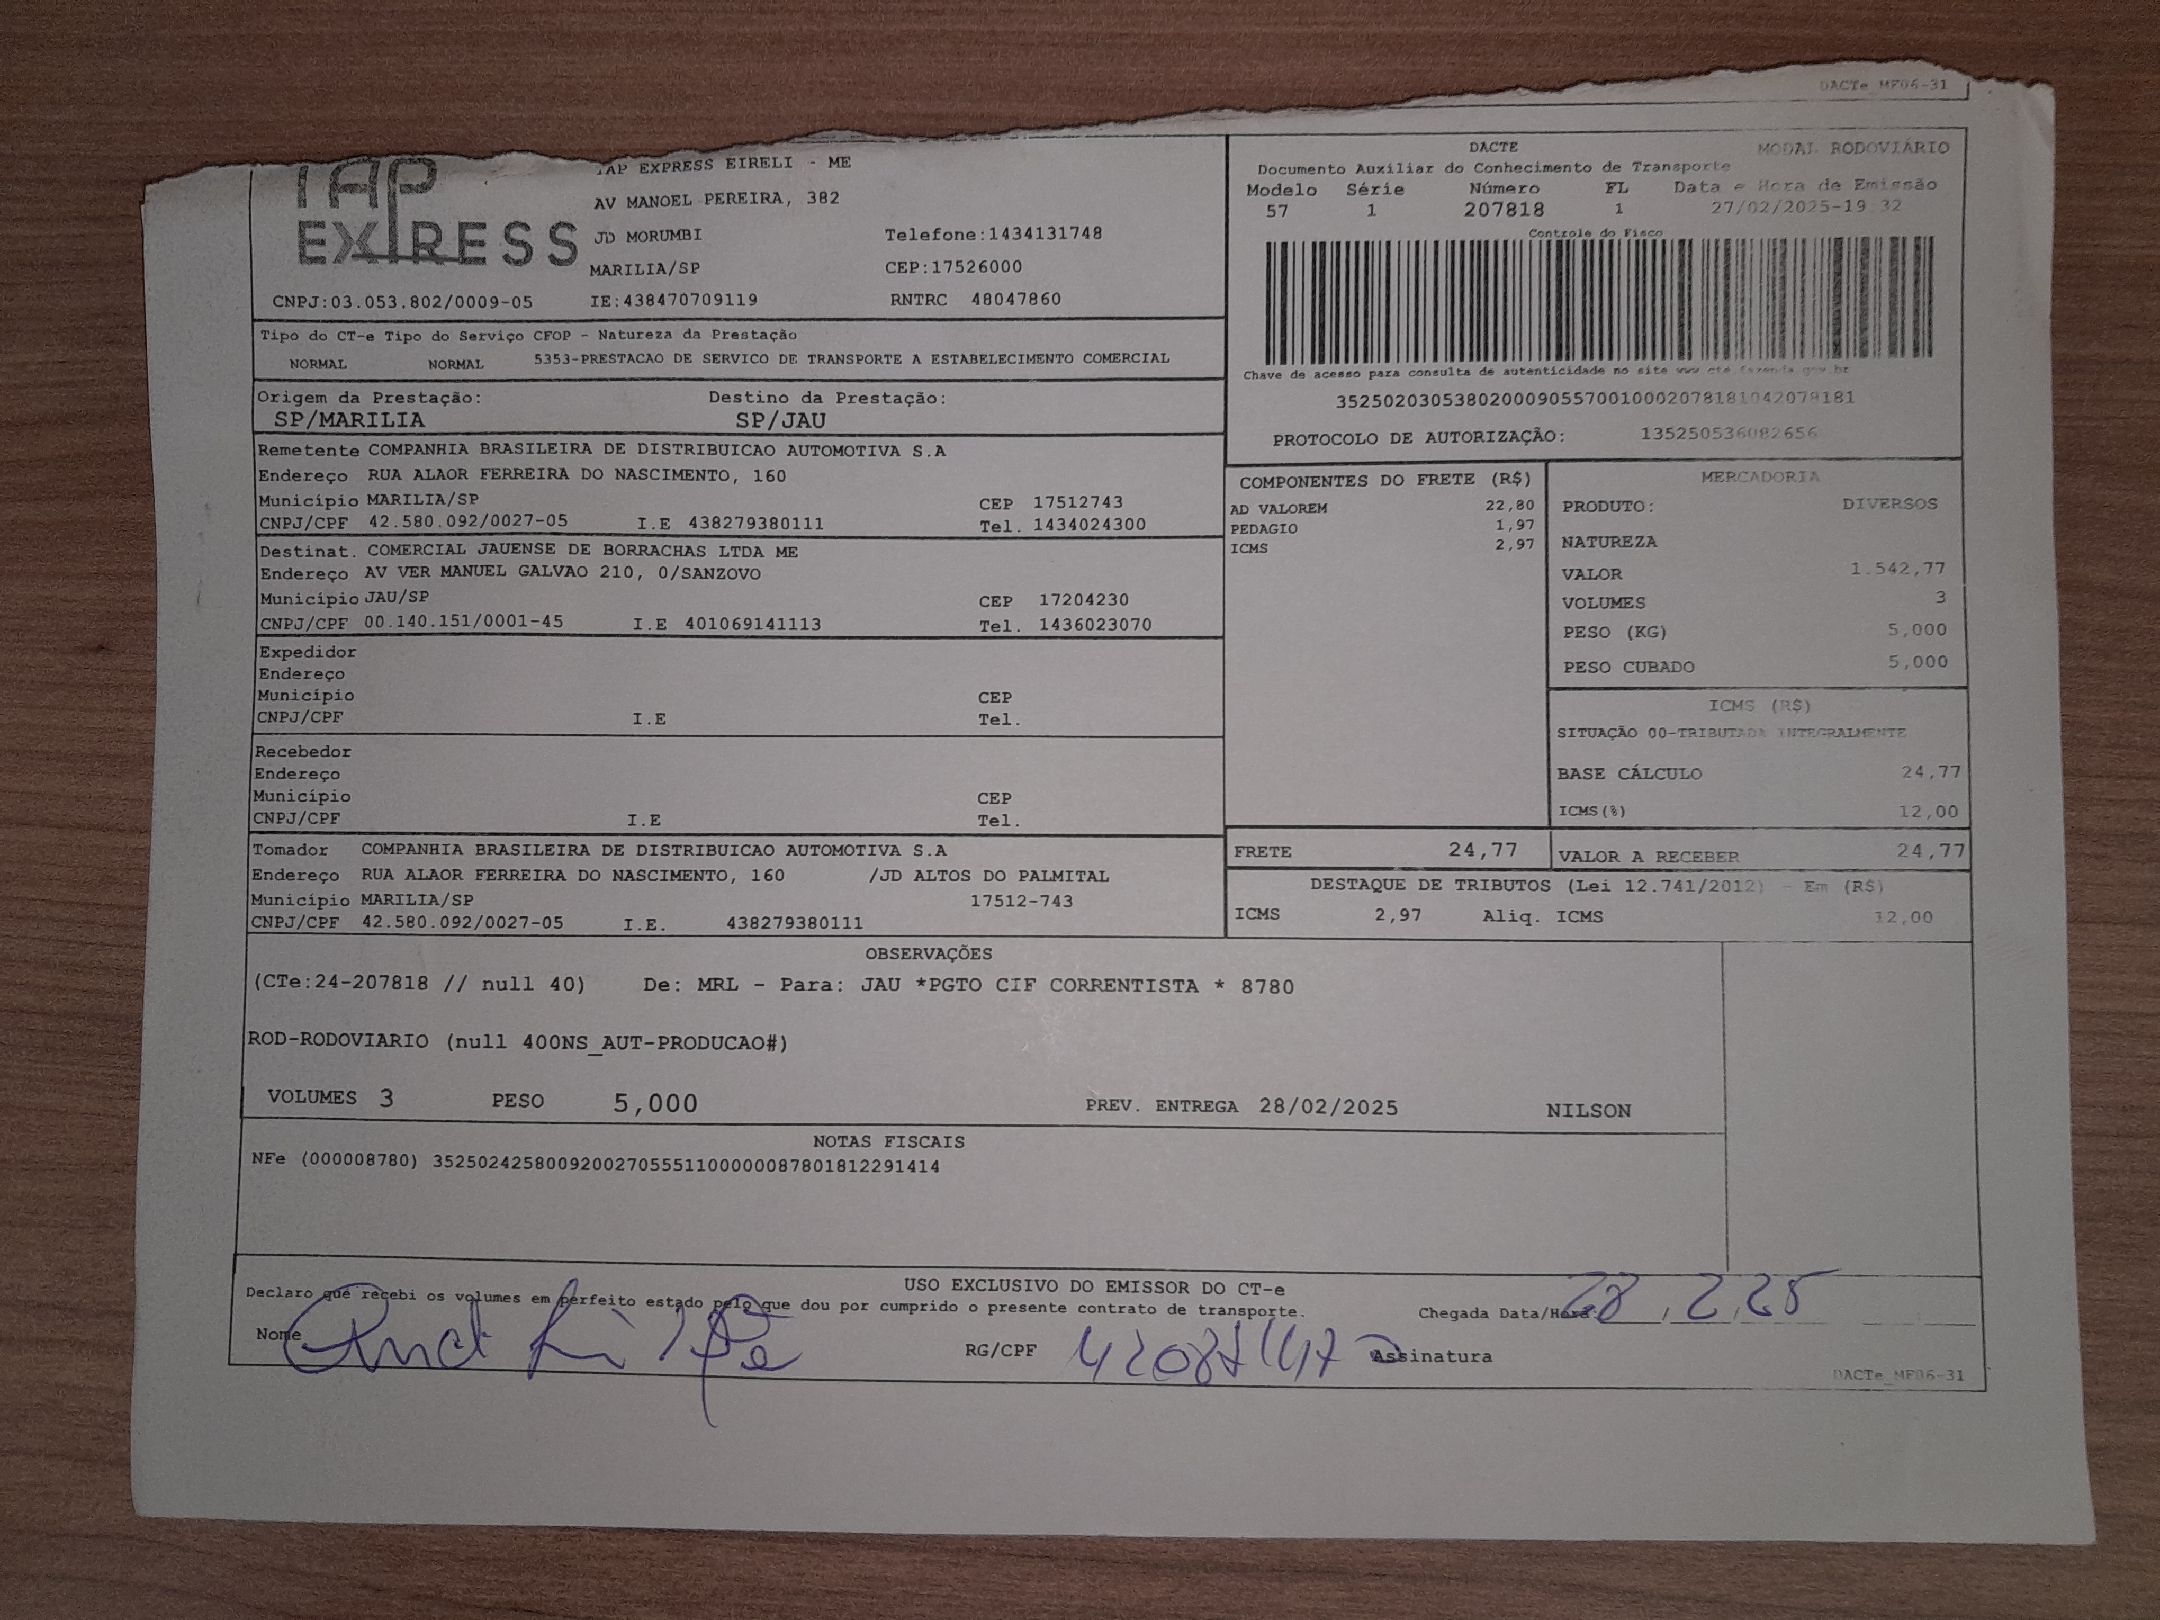 DACTe_MF06-31
TAP EXPRESS
TAP EXPRESS EIRELI - ME
AV MANOEL PEREIRA, 382
JD MORUMBI Telefone:1434131748
MARILIA/SP CEP:17526000
CNPJ:03.053.802/0009-05 IE:438470709119 RNTRC 48047860
DACTE MODAL RODOVIÁRIO
Documento Auxiliar do Conhecimento de Transporte
Modelo Série Número FL Data e Hora de Emissão
57 1 207818 1 27/02/2025-19 32
Controle do Fisco
Chave de acesso para consulta de autenticidade no site www cte fazenda gov br
35250203053802000905570010002078181042078181
PROTOCOLO DE AUTORIZAÇÃO: 135250536082656
Tipo do CT-e Tipo do Serviço CFOP - Natureza da Prestação
NORMAL NORMAL 5353-PRESTACAO DE SERVICO DE TRANSPORTE A ESTABELECIMENTO COMERCIAL
Origem da Prestação: Destino da Prestação:
SP/MARILIA SP/JAU
Remetente COMPANHIA BRASILEIRA DE DISTRIBUICAO AUTOMOTIVA S.A
Endereço RUA ALAOR FERREIRA DO NASCIMENTO, 160
Município MARILIA/SP CEP 17512743
CNPJ/CPF 42.580.092/0027-05 I.E 438279380111 Tel. 1434024300
Destinat. COMERCIAL JAUENSE DE BORRACHAS LTDA ME
Endereço AV VER MANUEL GALVAO 210, 0/SANZOVO
Município JAU/SP CEP 17204230
CNPJ/CPF 00.140.151/0001-45 I.E 401069141113 Tel. 1436023070
Expedidor
Endereço
Município CEP
CNPJ/CPF I.E Tel.
Recebedor
Endereço
Município CEP
CNPJ/CPF I.E Tel.
Tomador COMPANHIA BRASILEIRA DE DISTRIBUICAO AUTOMOTIVA S.A
Endereço RUA ALAOR FERREIRA DO NASCIMENTO, 160 /JD ALTOS DO PALMITAL
Município MARILIA/SP 17512-743
CNPJ/CPF 42.580.092/0027-05 I.E. 438279380111
COMPONENTES DO FRETE (R$)
AD VALOREM 22,80
PEDAGIO 1,97
ICMS 2,97
MERCADORIA
PRODUTO: DIVERSOS
NATUREZA
VALOR 1.542,77
VOLUMES 3
PESO (KG) 5,000
PESO CUBADO 5,000
ICMS (R$)
SITUAÇÃO 00-TRIBUTADA INTEGRALMENTE
BASE CÁLCULO 24,77
ICMS(%) 12,00
FRETE 24,77 VALOR A RECEBER 24,77
DESTAQUE DE TRIBUTOS (Lei 12.741/2012) - Em (R$)
ICMS 2,97 Aliq. ICMS 12,00
OBSERVAÇÕES
(CTe:24-207818 // null 40) De: MRL - Para: JAU *PGTO CIF CORRENTISTA * 8780
ROD-RODOVIARIO (null 400NS_AUT-PRODUCAO#)
VOLUMES 3 PESO 5,000 PREV. ENTREGA 28/02/2025 NILSON
NOTAS FISCAIS
NFe (000008780) 35250242580092002705551100000087801812291414
USO EXCLUSIVO DO EMISSOR DO CT-e
Declaro que recebi os volumes em perfeito estado pelo que dou por cumprido o presente contrato de transporte.
Chegada Data/Hora 28,2,25
Nome RG/CPF Assinatura
DACTe_MF06-31